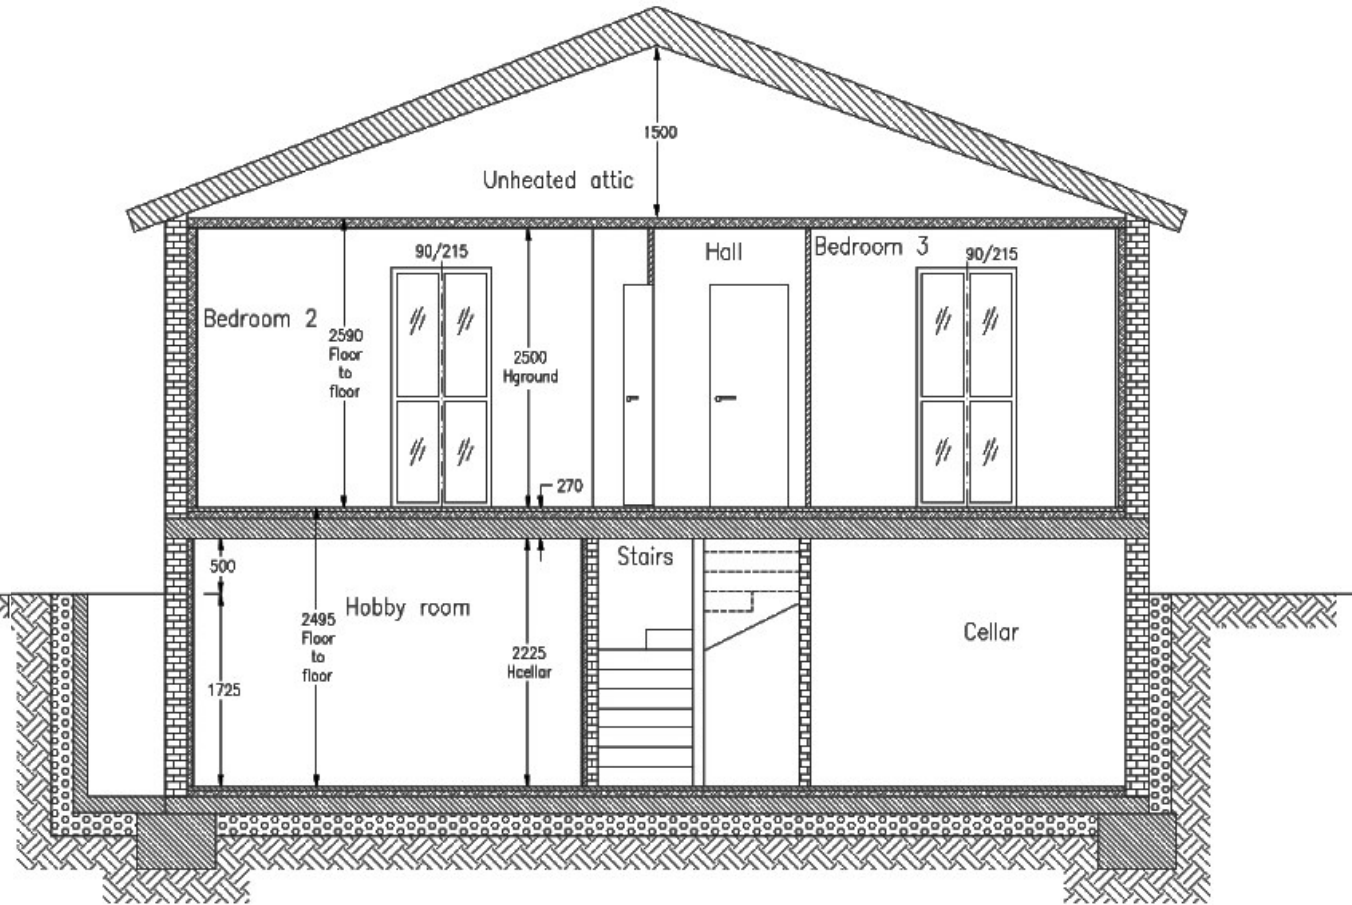 1500
Unheated attic
90/215
Hall
Bedroom 3
90/215
Bedroom 2
2590
Floor
to
floor
2500
Hground
270
500
Stairs
Hobby room
2495
Floor
to
floor
2225
Hcellar
Cellar
1725